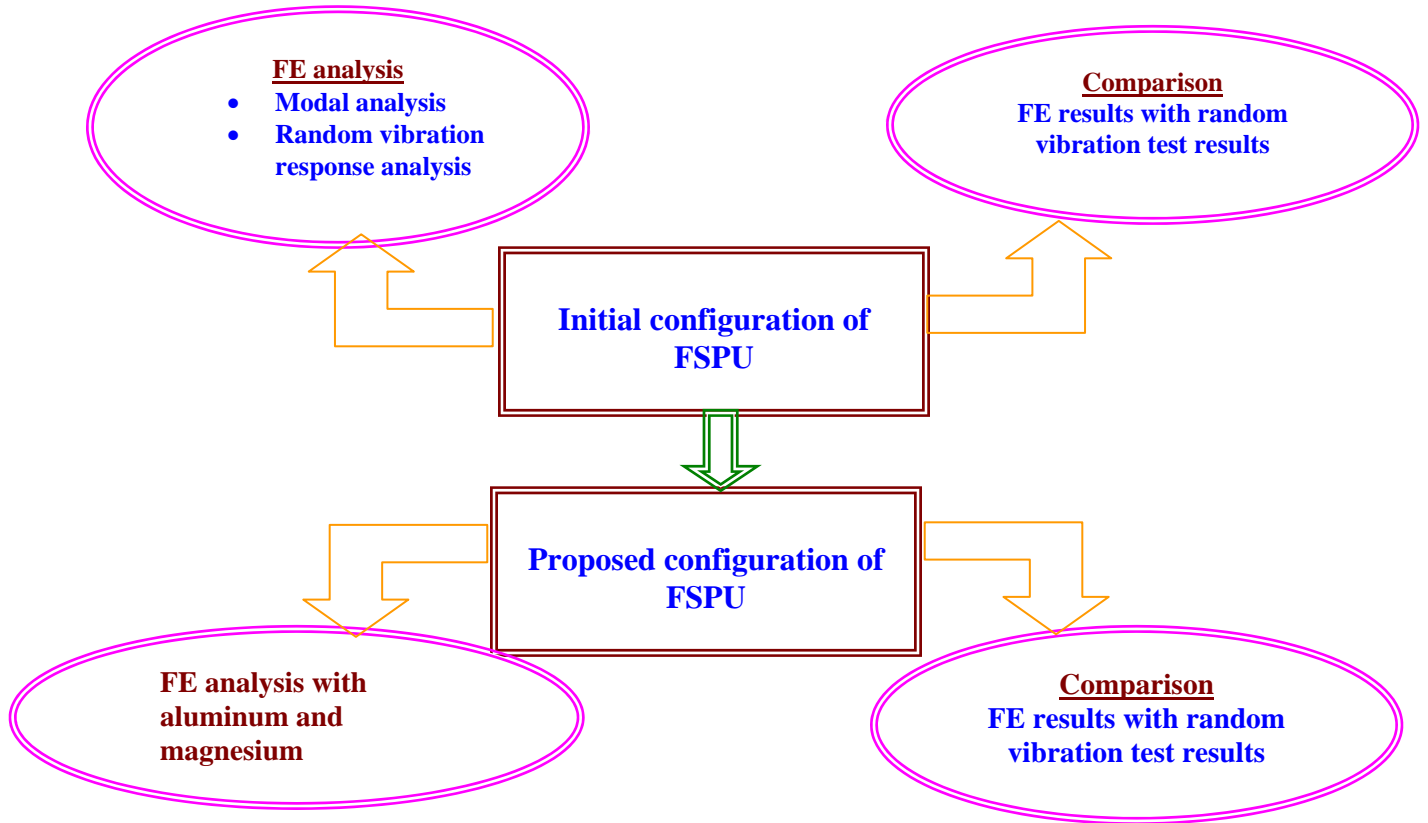 FE analysis
• Modal analysis
• Random vibration
response analysis
Comparison
FE results with random
vibration test results
Initial configuration of
FSPU
Proposed configuration of
FSPU
FE analysis with
aluminum and
magnesium
Comparison
FE results with random
vibration test results